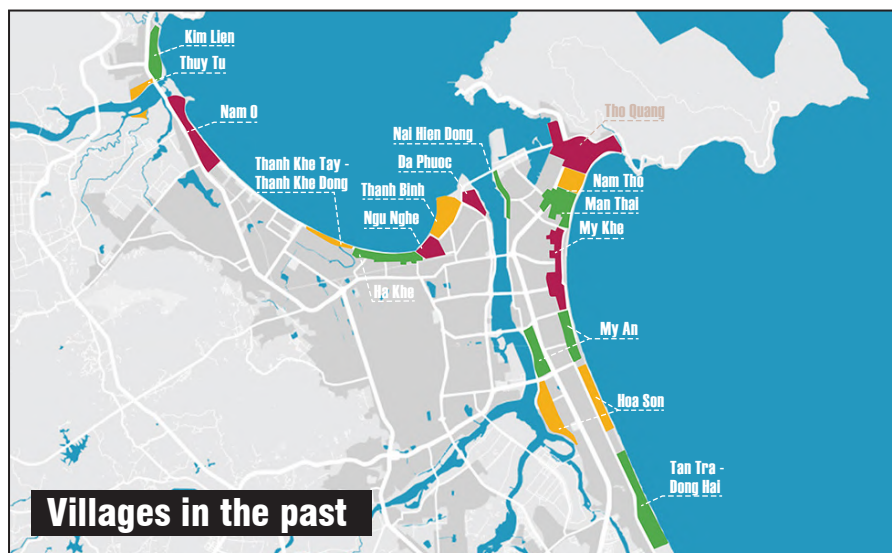 Kim Lien
Thuy Tu
Nam O
Tho Quang
Nai Hien Dong
Da Phuoc
Thanh Khe Tay -
Thanh Khe Dong
Thanh Binh
Ngu Nghe
Nam Tho
Man Thai
My Khe
Ha Khe
My An
Hoa Son
Tan Tra -
Dong Hai
Villages in the past